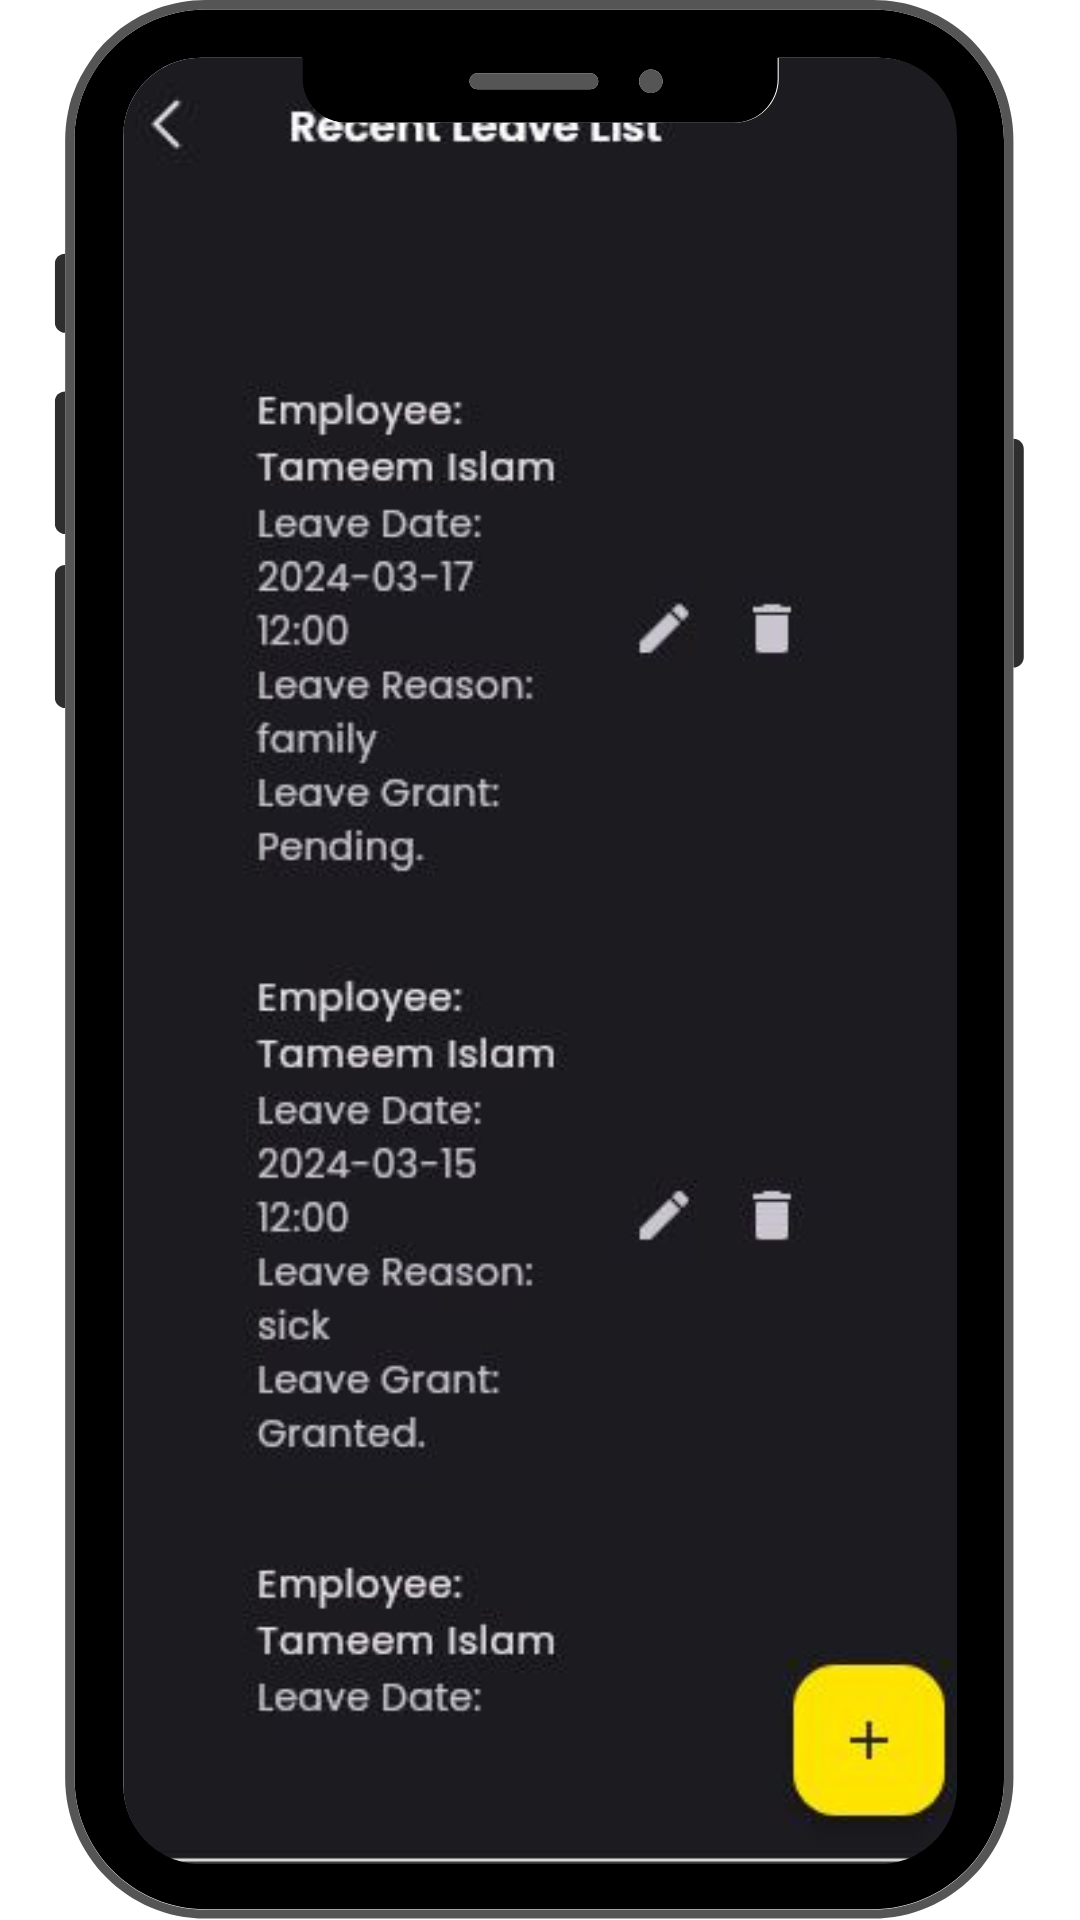 Recent Leave List
Employee:
Tameem Islam
Leave Date:
2024-03-17
12:00
Leave Reason:
family
Leave Grant:
Pending.
Employee:
Tameem Islam
Leave Date:
2024-03-15
12:00
Leave Reason:
sick
Leave Grant:
Granted.
Employee:
Tameem Islam
Leave Date: